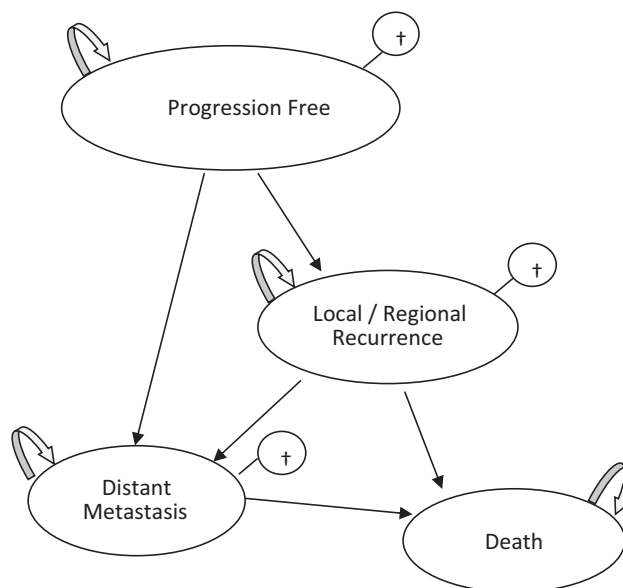 †
Progression Free
†
Local / Regional
Recurrence
†
Distant
Metastasis
Death